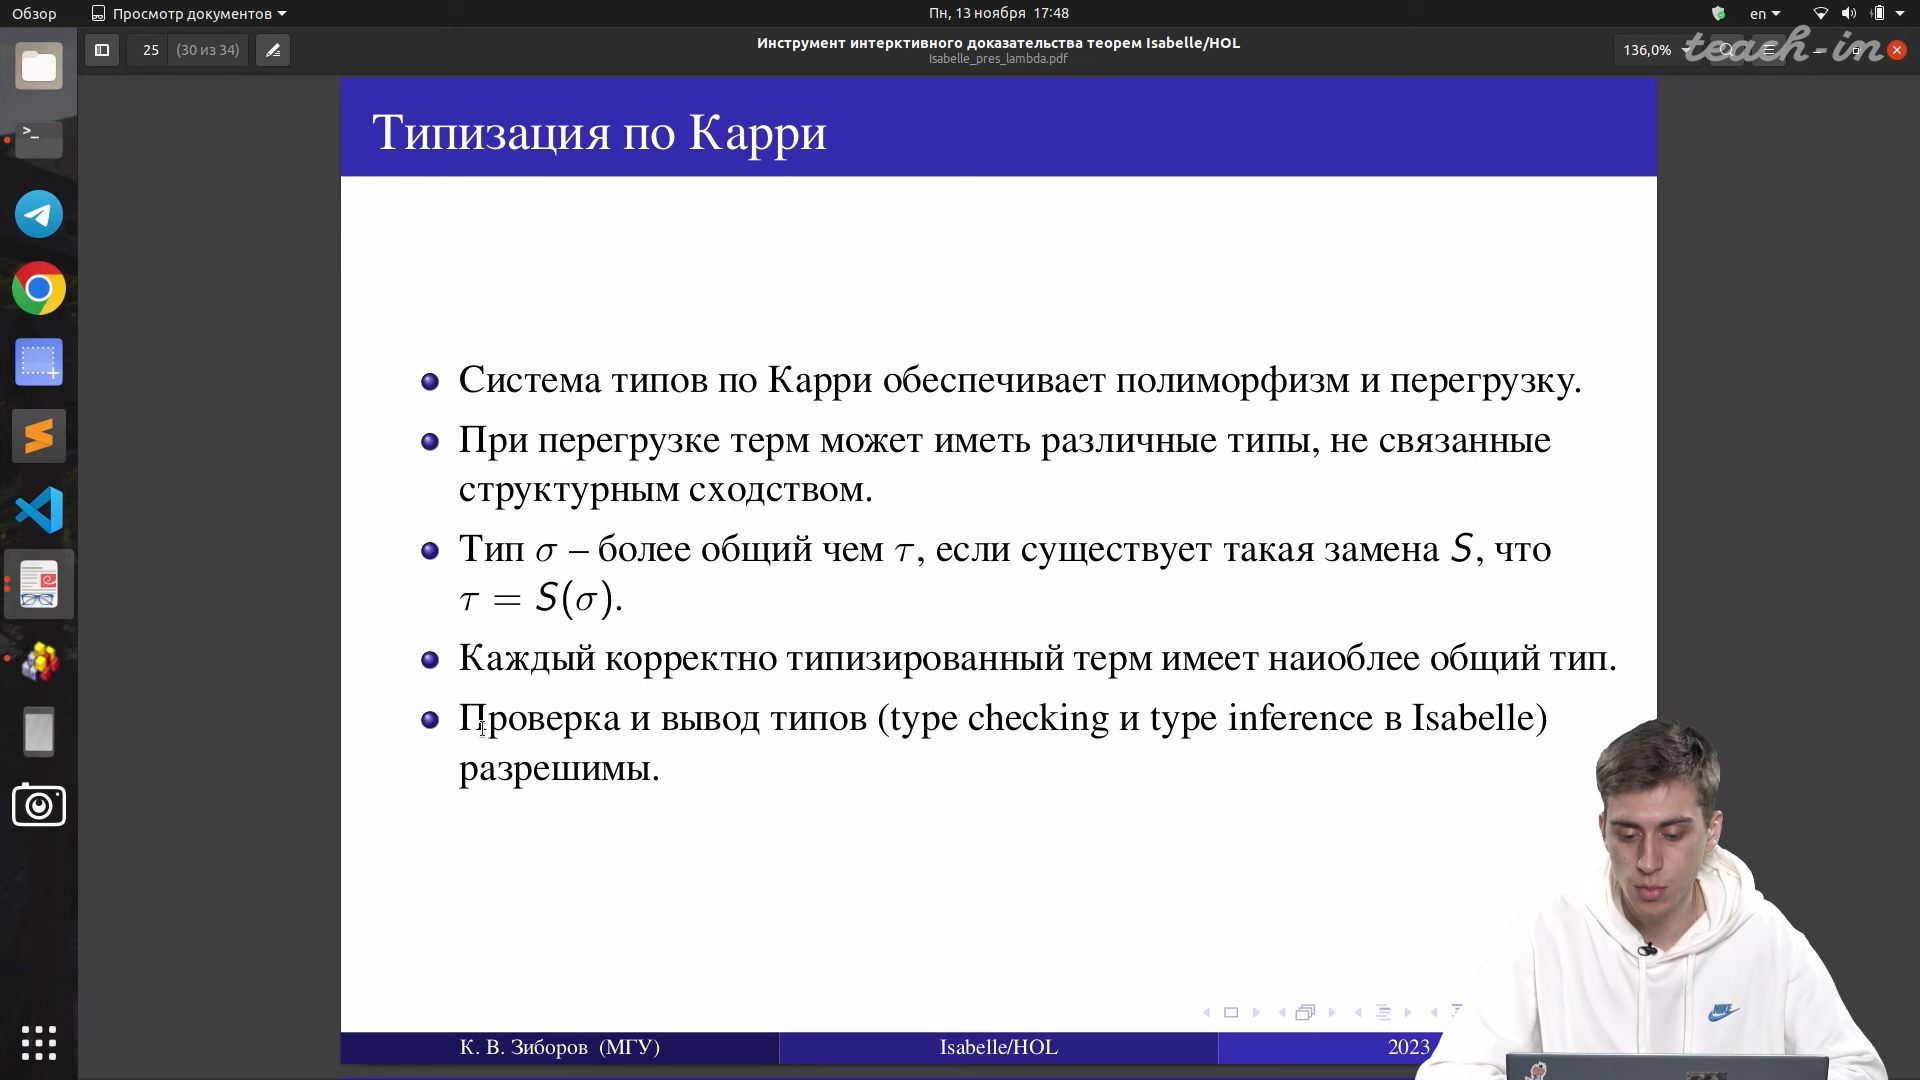 Обзор
Просмотр документов
Пн, 13 ноября 17:48
en
25
(30 из 34)
Инструмент интерктивного доказательства теорем Isabelle/HOL
Isabelle_pres_lambda.pdf
136,0%
teach-in
Типизация по Карри
Система типов по Карри обеспечивает полиморфизм и перегрузку.
При перегрузке терм может иметь различные типы, не связанные
структурным сходством.
Тип σ – более общий чем τ, если существует такая замена S, что
τ = S(σ).
Каждый корректно типизированный терм имеет наиоблее общий тип.
Проверка и вывод типов (type checking и type inference в Isabelle)
разрешимы.
К. В. Зиборов (МГУ)
Isabelle/HOL
2023
NIKE